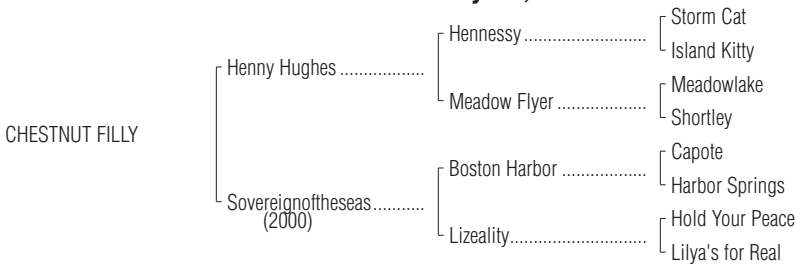 Storm Cat
Hennessy ........................
Island Kitty
Henny Hughes .................
Meadowlake
Meadow Flyer ..................
Shortley
CHESTNUT FILLY
Capote
Boston Harbor .................
Harbor Springs
Sovereignoftheseas...........
(2000)
Hold Your Peace
Lizeality...........................
Lilya's for Real